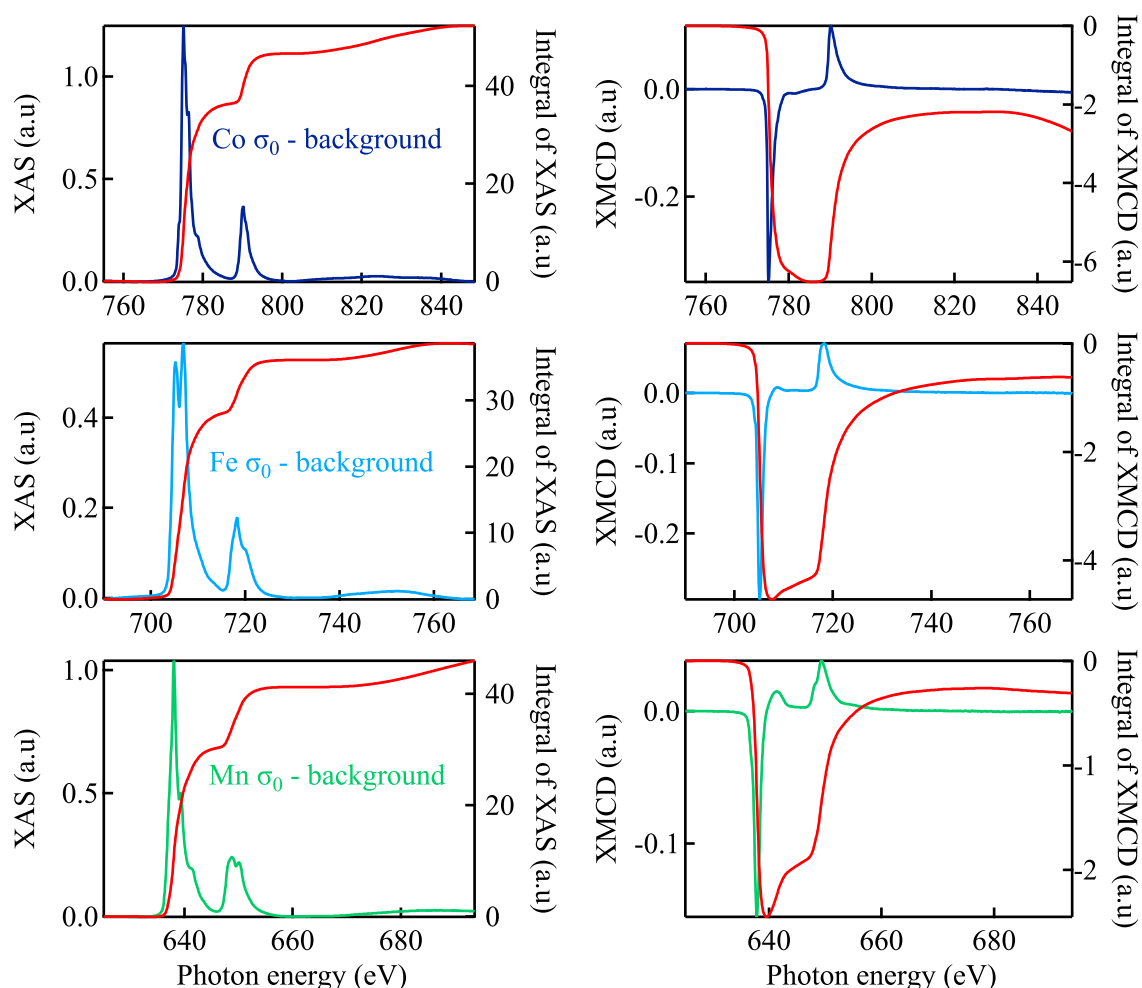 XAS (a.u)
1.0
0.5
0.0
Co σ0 - background
40
20
0
Integral of XAS (a.u)
760 780 800 820 840
XMCD (a.u)
0.0
-0.2
0
-2
-4
-6
Integral of XMCD (a.u)
760 780 800 820 840
XAS (a.u)
0.4
0.2
0.0
Fe σ0 - background
30
20
10
0
Integral of XAS (a.u)
700 720 740 760
XMCD (a.u)
0.0
-0.1
-0.2
0
-2
-4
Integral of XMCD (a.u)
700 720 740 760
XAS (a.u)
1.0
0.5
0.0
Mn σ0 - background
40
20
0
Integral of XAS (a.u)
640 660 680
Photon energy (eV)
XMCD (a.u)
0.0
-0.1
0
-1
-2
Integral of XMCD (a.u)
640 660 680
Photon energy (eV)